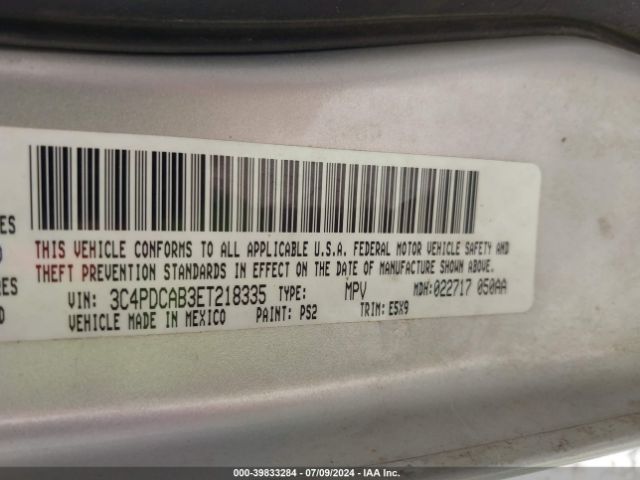 ES
THIS VEHICLE CONFORMS TO ALL APPLICABLE U.S.A. FEDERAL MOTOR VEHICLE SAFETY AND
THEFT PREVENTION STANDARDS IN EFFECT ON THE DATE OF MANUFACTURE SHOWN ABOVE.
RES
VIN: 3C4PDCAB3ET218335 TYPE: MPV MDH:022717 050AA
VEHICLE MADE IN MEXICO PAINT: PS2 TRIM: E5X9
000-39833284 / 07/09/2024 - IAA Inc.